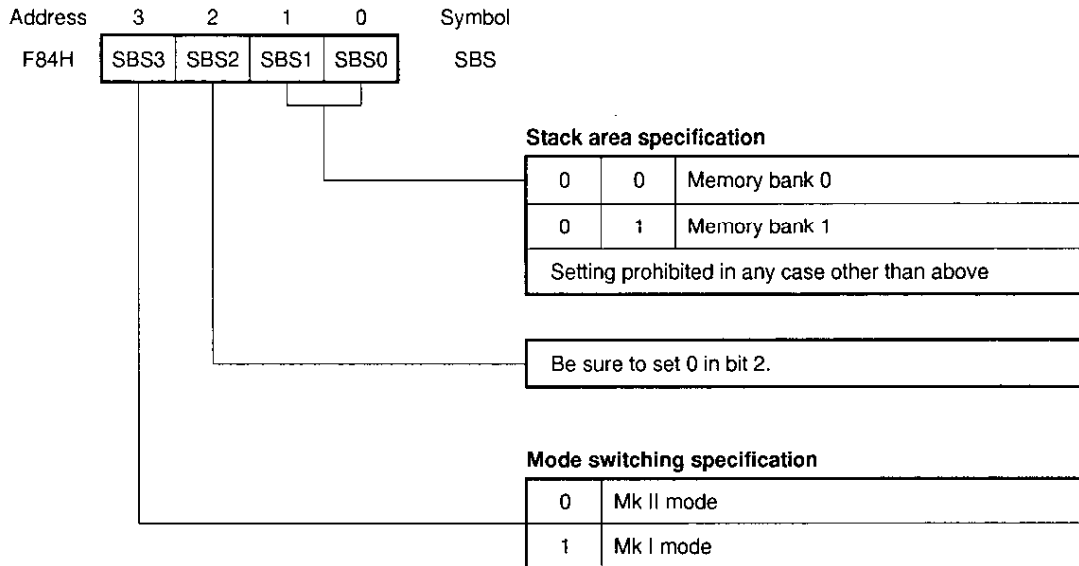 Address 3 2 1 0 Symbol
F84H SBS3 SBS2 SBS1 SBS0 SBS
Stack area specification
0 0 Memory bank 0
0 1 Memory bank 1
Setting prohibited in any case other than above
Be sure to set 0 in bit 2.
Mode switching specification
0 Mk II mode
1 Mk I mode